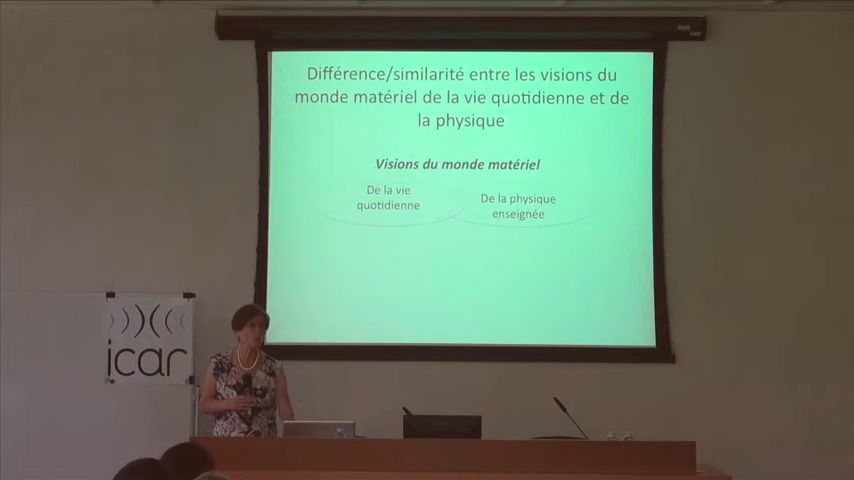 Différence/similarité entre les visions du
monde matériel de la vie quotidienne et de
la physique
Visions du monde matériel
De la vie
quotidienne
De la physique
enseignée
icar